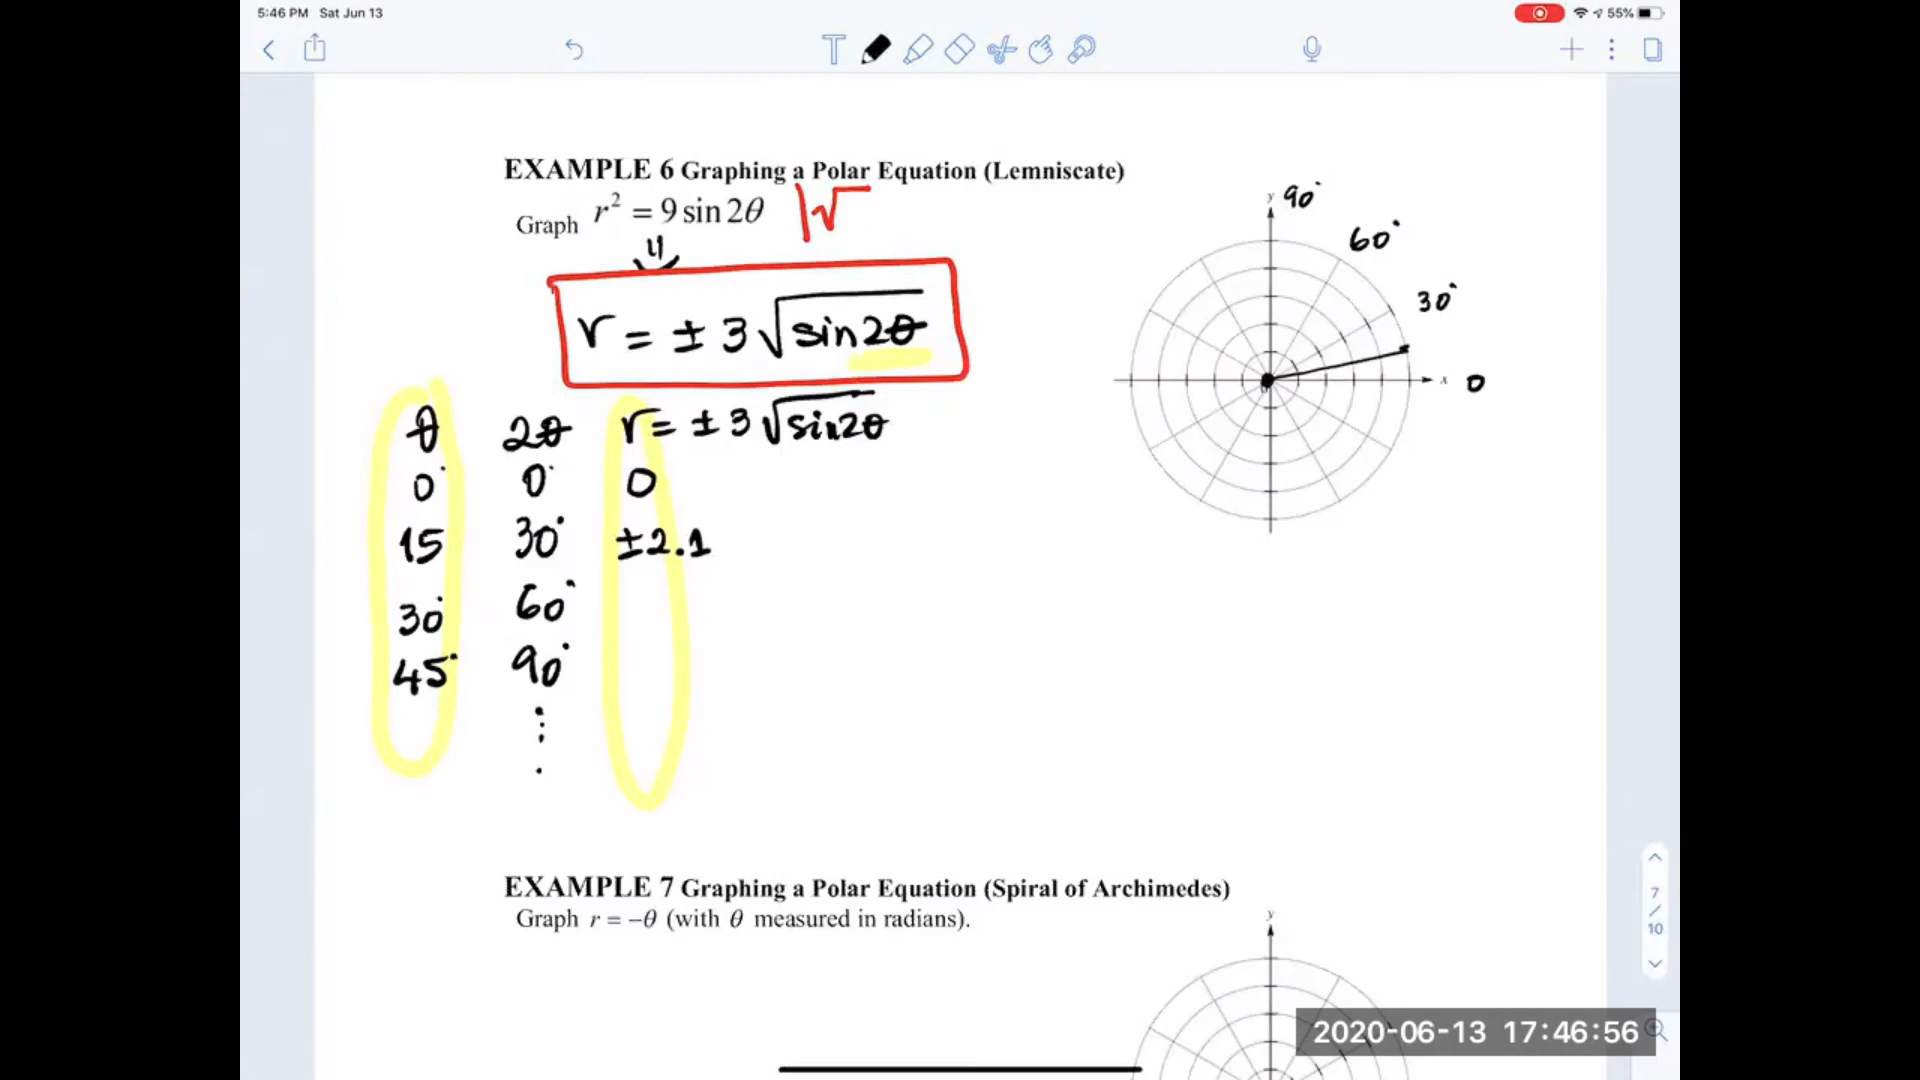 5:46 PM Sat Jun 13
55%
EXAMPLE 6 Graphing a Polar Equation (Lemniscate)
Graph r² = 9 sin 2θ
r = ± 3 √sin2θ
θ 2θ r = ± 3 √sin2θ
0° 0° 0
15 30° ±2.1
30° 60°
45° 90°
y 90°
60°
30°
x 0
EXAMPLE 7 Graphing a Polar Equation (Spiral of Archimedes)
Graph r = −θ (with θ measured in radians).
y
7
/
10
2020-06-13 17:46:56